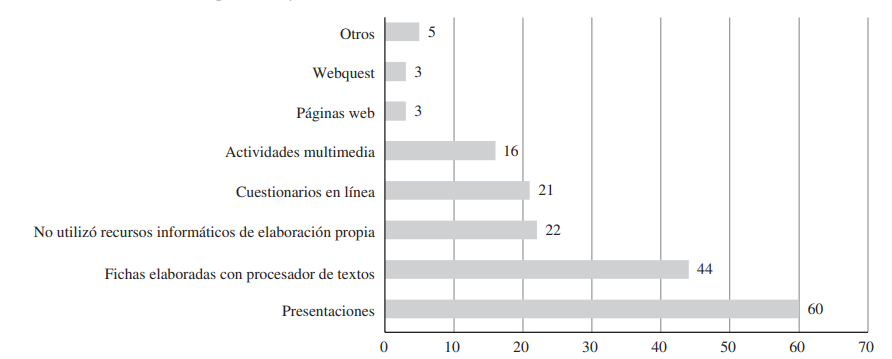 Otros 5
Webquest 3
Páginas web 3
Actividades multimedia 16
Cuestionarios en línea 21
No utilizó recursos informáticos de elaboración propia 22
Fichas elaboradas con procesador de textos 44
Presentaciones 60
0 10 20 30 40 50 60 70